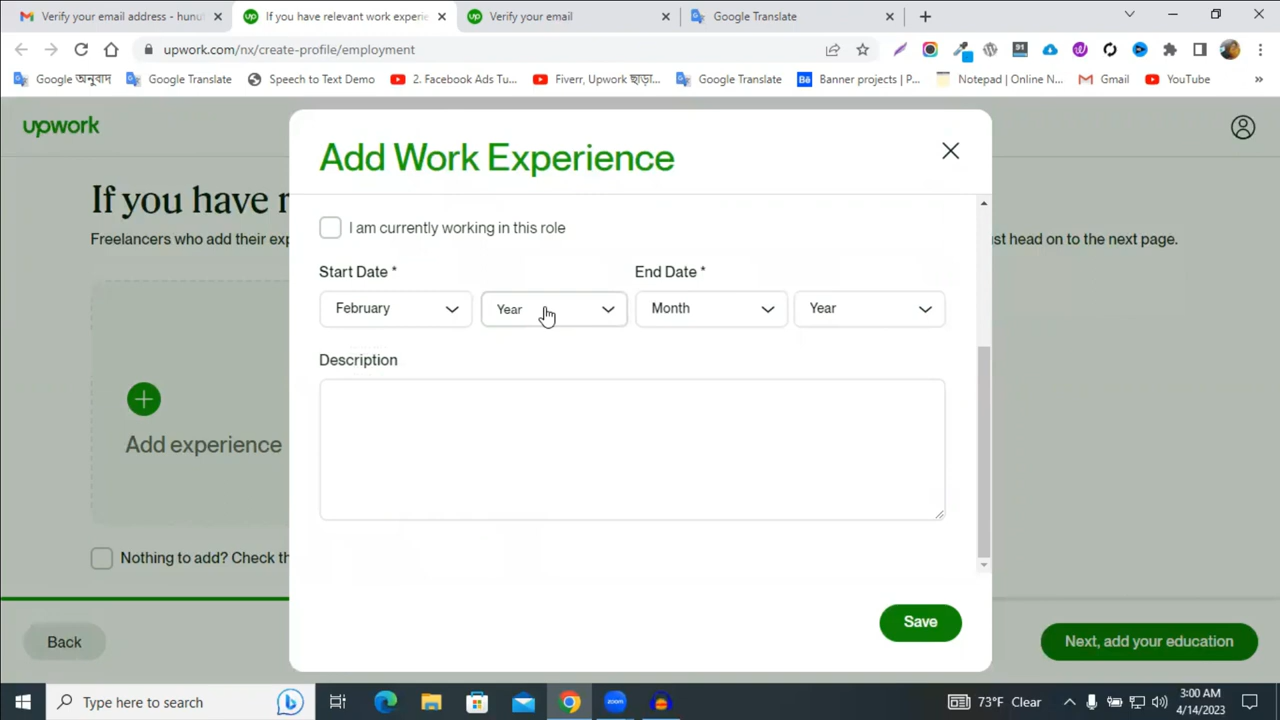 Verify your email address - hunu
If you have relevant work experie
Verify your email
Google Translate
upwork.com/nx/create-profile/employment
Google অনুবাদ
Google Translate
Speech to Text Demo
2. Facebook Ads Tu...
Fiverr, Upwork ছাড়া...
Google Translate
Banner projects | P...
Notepad | Online N...
Gmail
YouTube
upwork
Add Work Experience
If you have r
Freelancers who add their exp
st head on to the next page.
I am currently working in this role
Start Date *
End Date *
February
Year
Month
Year
Description
Add experience
Nothing to add? Check th
Save
Back
Next, add your education
Type here to search
zoom
73°F Clear
3:00 AM
4/14/2023